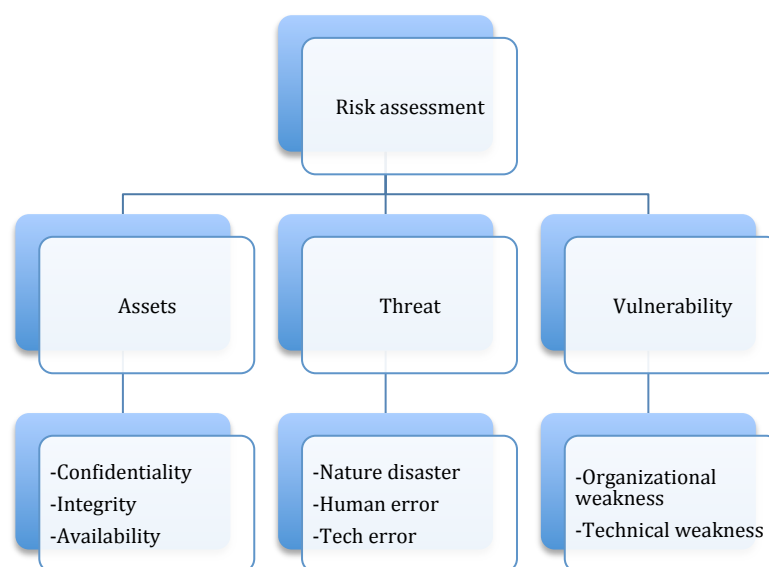 Risk assessment
Assets
Threat
Vulnerability
-Confidentiality
-Integrity
-Availability
-Nature disaster
-Human error
-Tech error
-Organizational
weakness
-Technical weakness